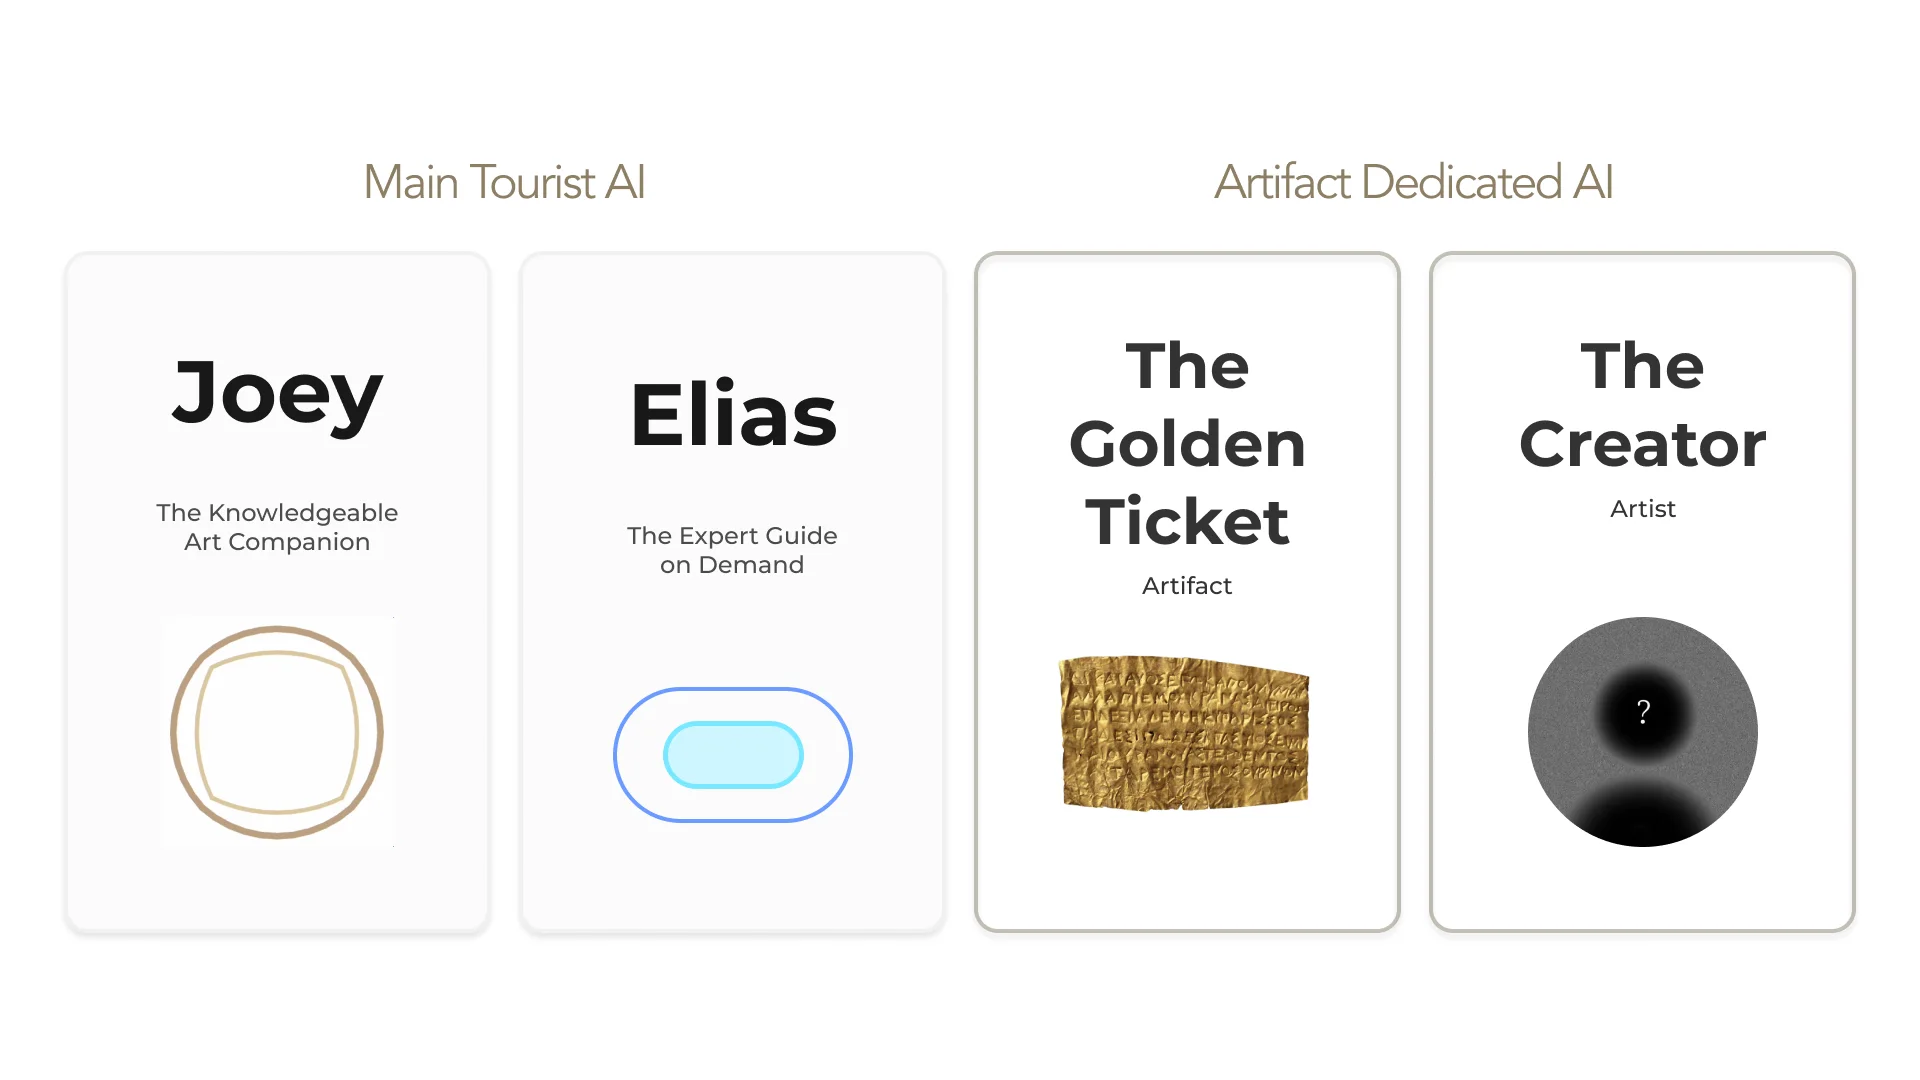 Main Tourist AI
Artifact Dedicated AI
Joey
The Knowledgeable
Art Companion
Elias
The Expert Guide
on Demand
The
Golden
Ticket
Artifact
The
Creator
Artist
?